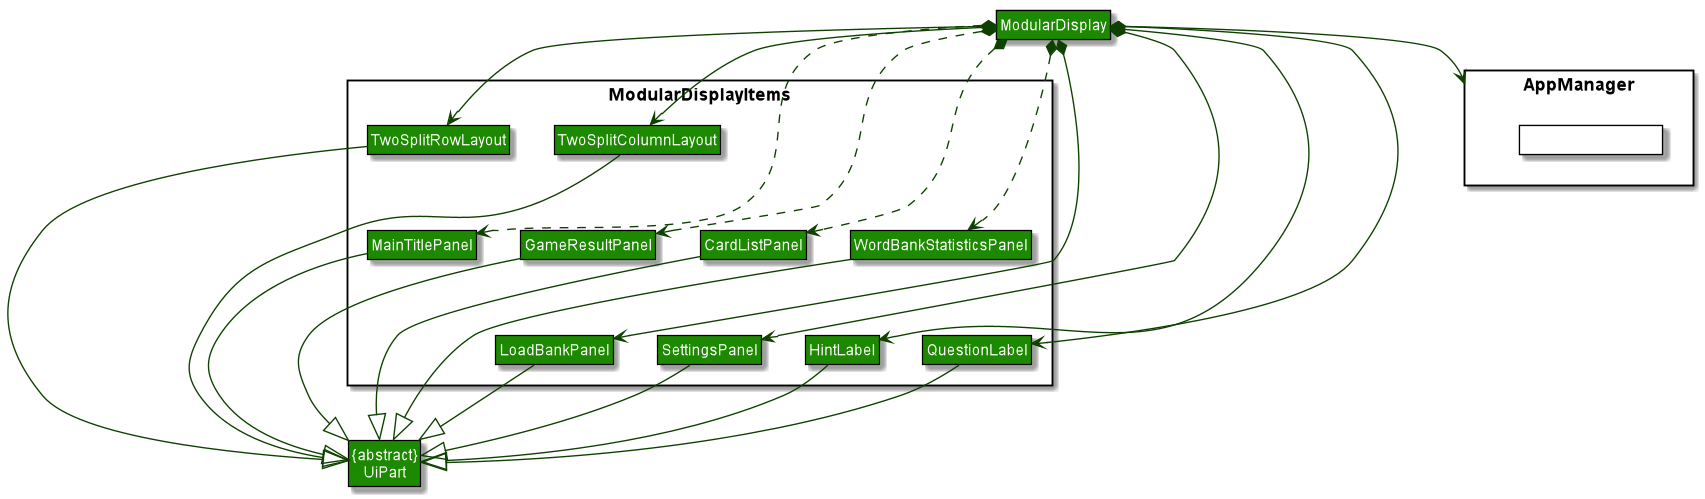 ModularDisplay
ModularDisplayItems
AppManager
TwoSplitRowLayout
TwoSplitColumnLayout
MainTitlePanel
GameResultPanel
CardListPanel
WordBankStatisticsPanel
LoadBankPanel
SettingsPanel
HintLabel
QuestionLabel
{abstract}
UiPart